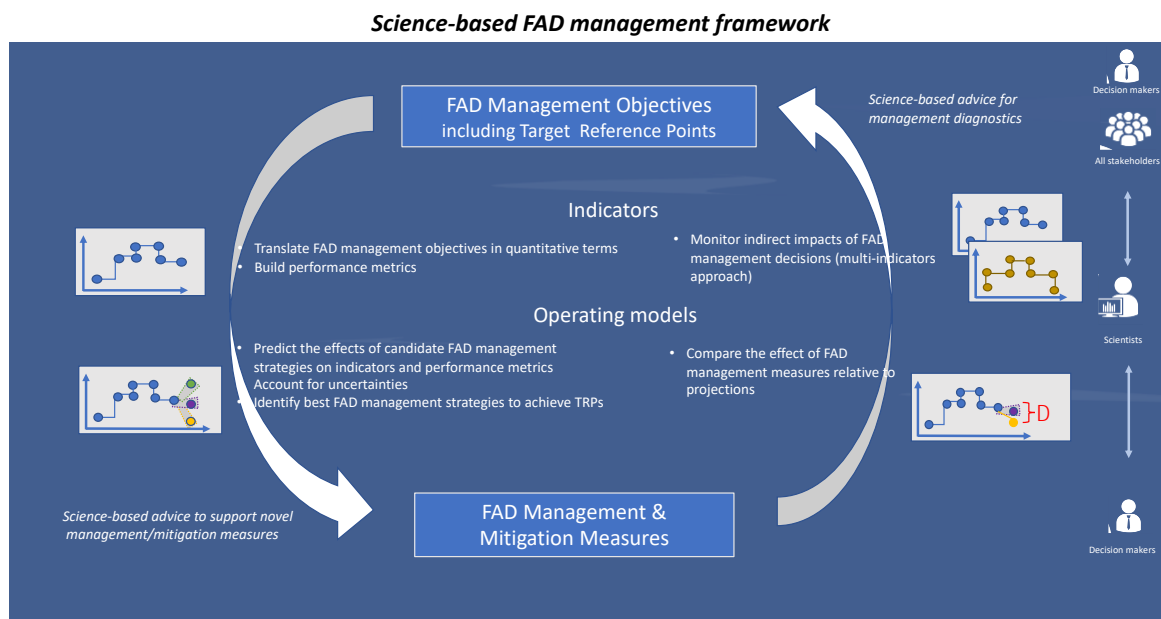 Science-based FAD management framework
FAD Management Objectives
including Target Reference Points
Science-based advice for
management diagnostics
Decision makers
All stakeholders
Indicators
• Translate FAD management objectives in quantitative terms
• Build performance metrics
• Monitor indirect impacts of FAD
management decisions (multi-indicators
approach)
Operating models
• Predict the effects of candidate FAD management
strategies on indicators and performance metrics
Account for uncertainties
• Identify best FAD management strategies to achieve TRPs
• Compare the effect of FAD
management measures relative to
projections
Scientists
D
Science-based advice to support novel
management/mitigation measures
FAD Management &
Mitigation Measures
Decision makers